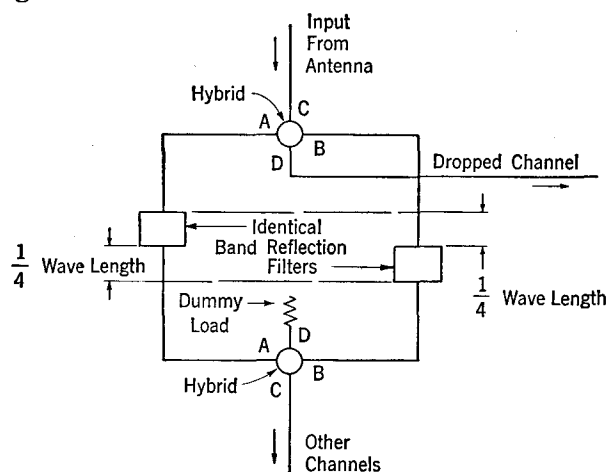 Input
From
Antenna
Hybrid
C
A
B
D
Dropped Channel
Identical
Band Reflection
Filters
1/4 Wave Length
1/4 Wave Length
Dummy
Load
D
A
B
Hybrid
C
Other
Channels